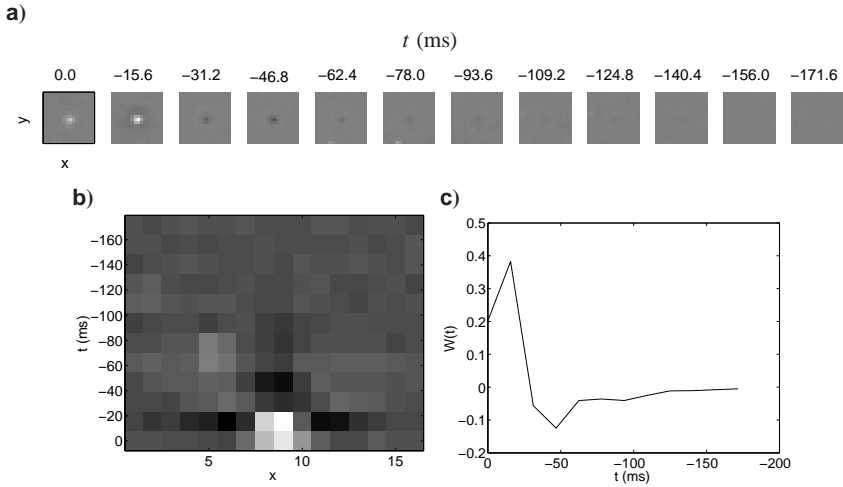 a)
t (ms)
0.0 −15.6 −31.2 −46.8 −62.4 −78.0 −93.6 −109.2 −124.8 −140.4 −156.0 −171.6
y
x
b)
−160
−140
−120
−100
−80
−60
−40
−20
0
t (ms)
5 10 15
x
c)
0.5
0.4
0.3
0.2
0.1
0
−0.1
−0.2
W(t)
0 −50 −100 −150 −200
t (ms)